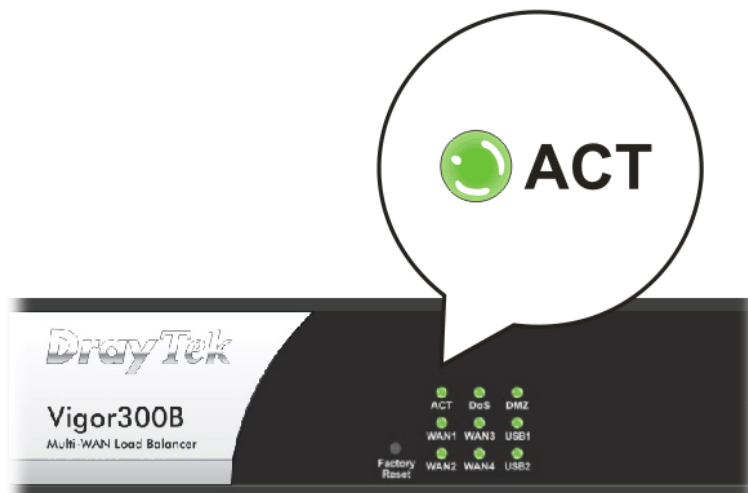 ACT
DrayTek
Vigor300B
Multi-WAN Load Balancer
ACT DoS DMZ
WAN1 WAN3 USB1
Factory Reset
WAN2 WAN4 USB2